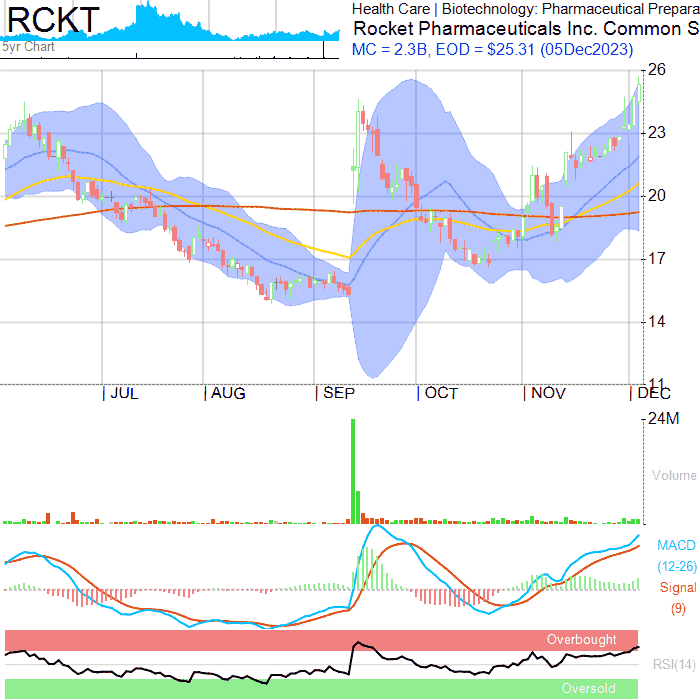 RCKT
5yr Chart
Health Care | Biotechnology: Pharmaceutical Prepara
Rocket Pharmaceuticals Inc. Common S
MC = 2.3B, EOD = $25.31 (05Dec2023)
26
23
20
17
14
11
JUL AUG SEP OCT NOV DEC
24M
Volume
MACD
(12-26)
Signal
(9)
Overbought
RSI(14)
Oversold